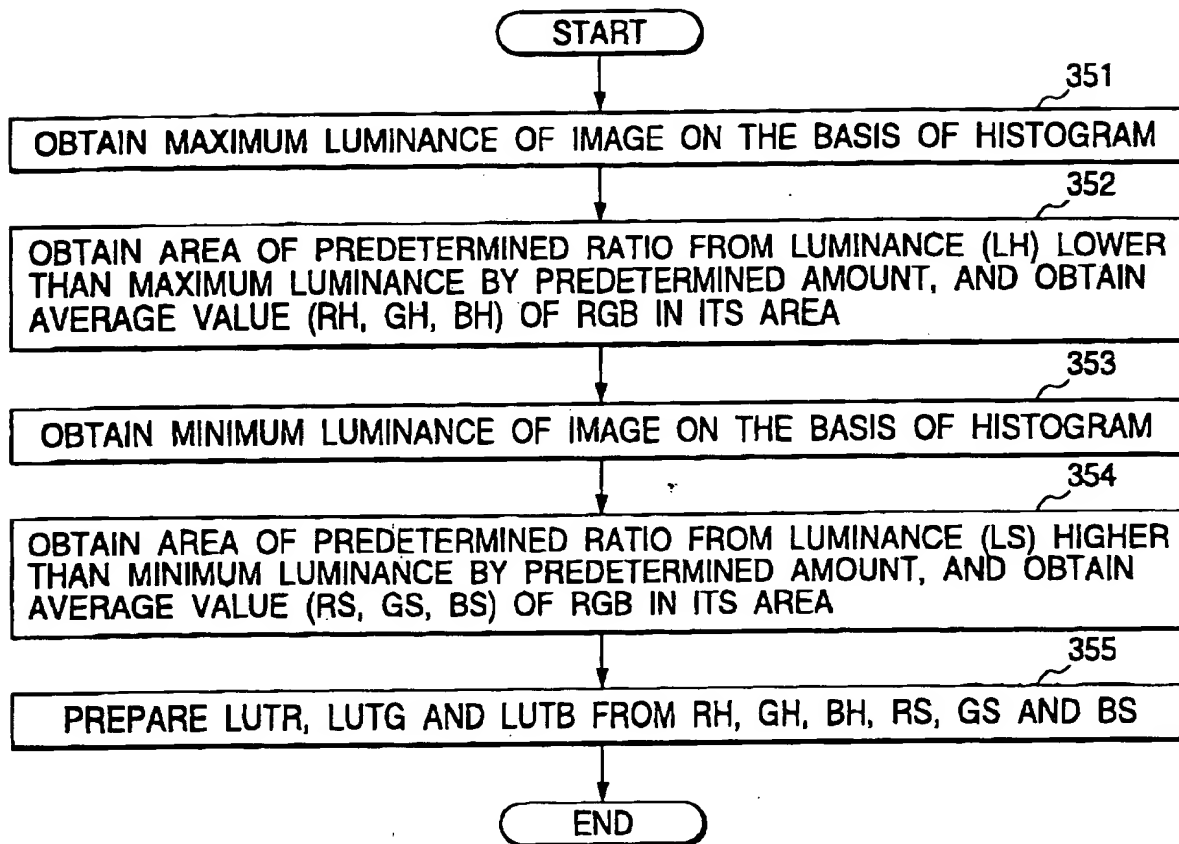 START
351
OBTAIN MAXIMUM LUMINANCE OF IMAGE ON THE BASIS OF HISTOGRAM
352
OBTAIN AREA OF PREDETERMINED RATIO FROM LUMINANCE (LH) LOWER
THAN MAXIMUM LUMINANCE BY PREDETERMINED AMOUNT, AND OBTAIN
AVERAGE VALUE (RH, GH, BH) OF RGB IN ITS AREA
353
OBTAIN MINIMUM LUMINANCE OF IMAGE ON THE BASIS OF HISTOGRAM
354
OBTAIN AREA OF PREDETERMINED RATIO FROM LUMINANCE (LS) HIGHER
THAN MINIMUM LUMINANCE BY PREDETERMINED AMOUNT, AND OBTAIN
AVERAGE VALUE (RS, GS, BS) OF RGB IN ITS AREA
355
PREPARE LUTR, LUTG AND LUTB FROM RH, GH, BH, RS, GS AND BS
END